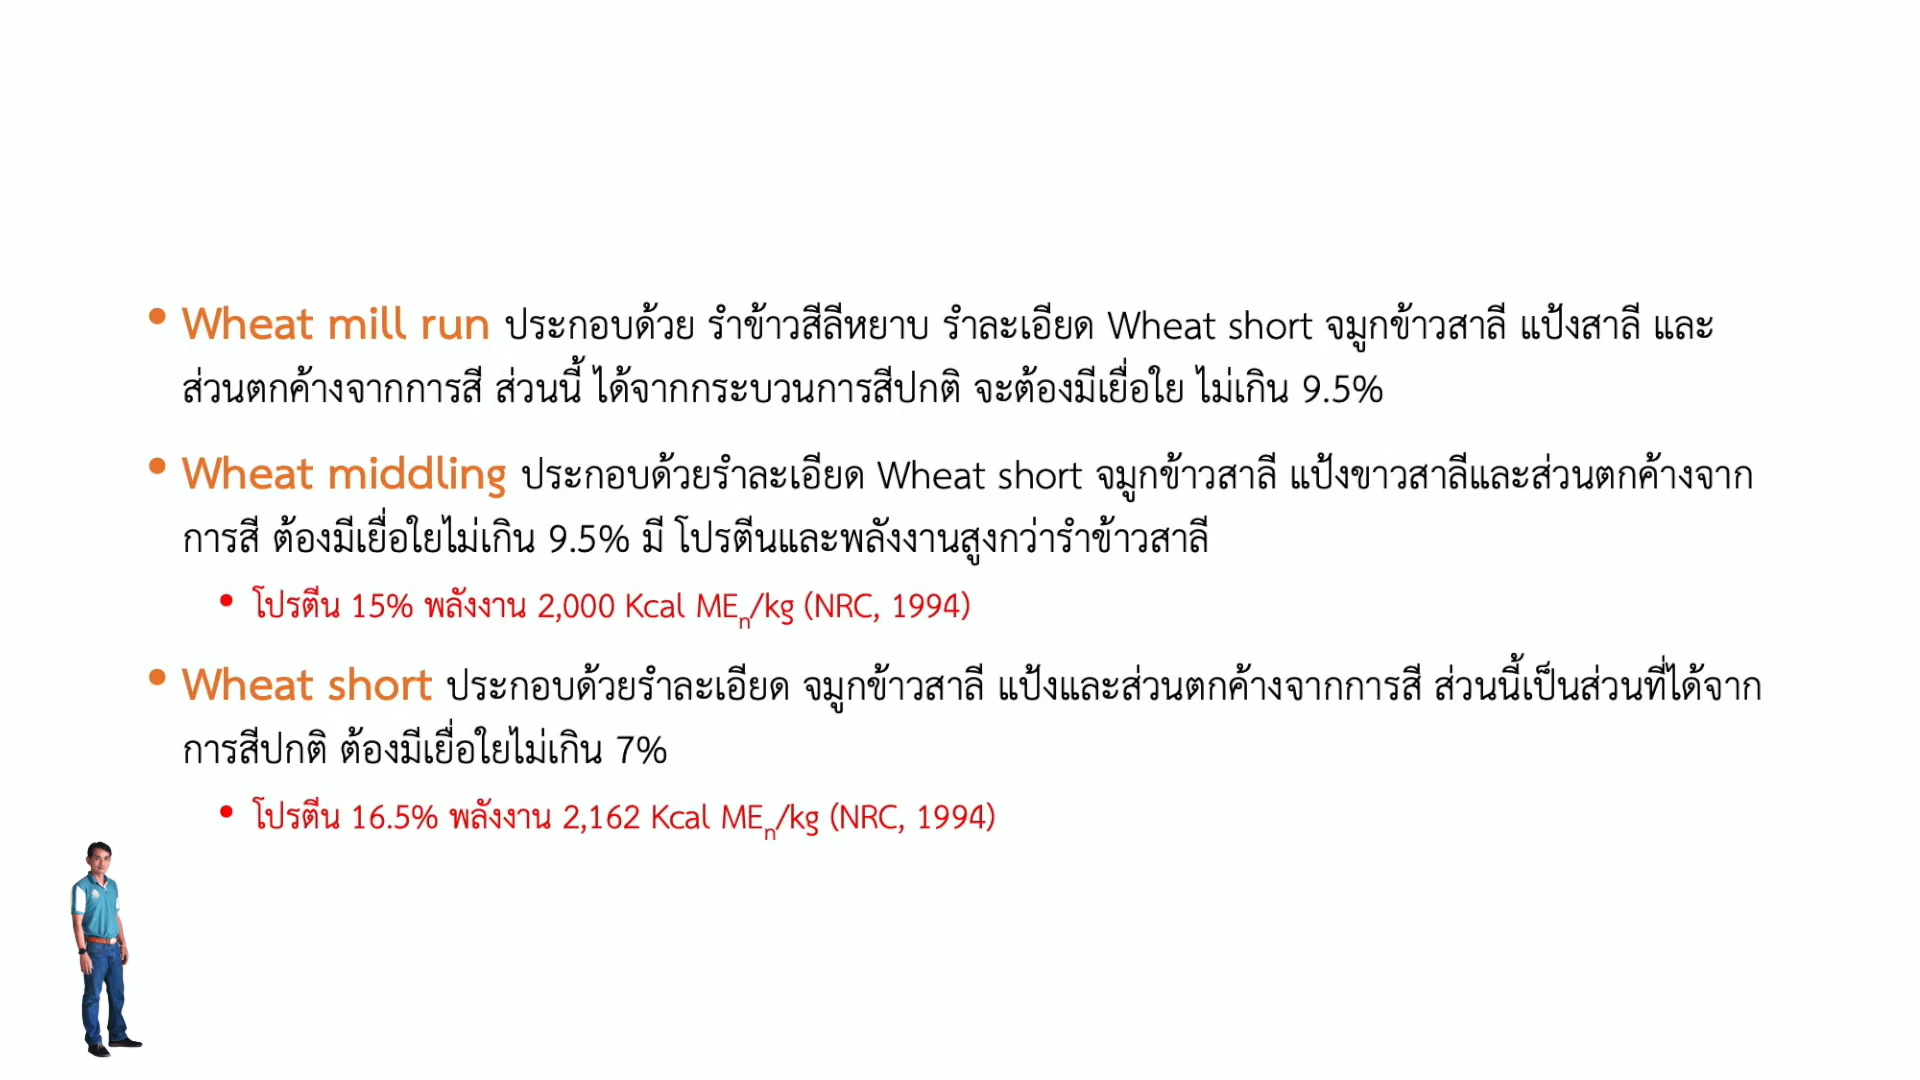 • Wheat mill run ประกอบด้วย รำข้าวสีลีหยาบ รำละเอียด Wheat short จมูกข้าวสาลี แป้งสาลี และ
ส่วนตกค้างจากการสี ส่วนนี้ ได้จากกระบวนการสีปกติ จะต้องมีเยื่อใย ไม่เกิน 9.5%
• Wheat middling ประกอบด้วยรำละเอียด Wheat short จมูกข้าวสาลี แป้งขาวสาลีและส่วนตกค้างจาก
การสี ต้องมีเยื่อใยไม่เกิน 9.5% มี โปรตีนและพลังงานสูงกว่ารำข้าวสาลี
• โปรตีน 15% พลังงาน 2,000 Kcal MEn/kg (NRC, 1994)
• Wheat short ประกอบด้วยรำละเอียด จมูกข้าวสาลี แป้งและส่วนตกค้างจากการสี ส่วนนี้เป็นส่วนที่ได้จาก
การสีปกติ ต้องมีเยื่อใยไม่เกิน 7%
• โปรตีน 16.5% พลังงาน 2,162 Kcal MEn/kg (NRC, 1994)